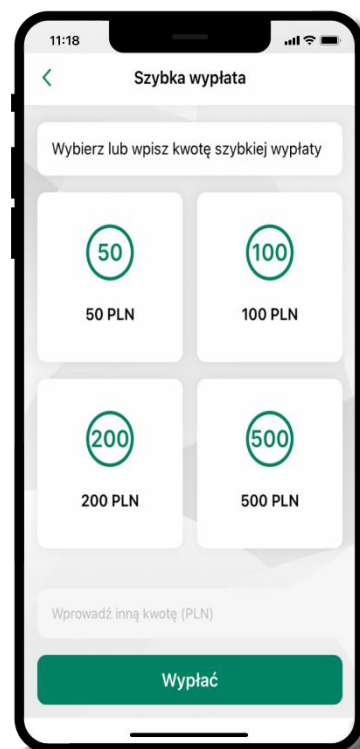 11:18
Szybka wypłata
Wybierz lub wpisz kwotę szybkiej wypłaty
50 100
50 PLN 100 PLN
200 500
200 PLN 500 PLN
Wprowadź inną kwotę (PLN)
Wypłać